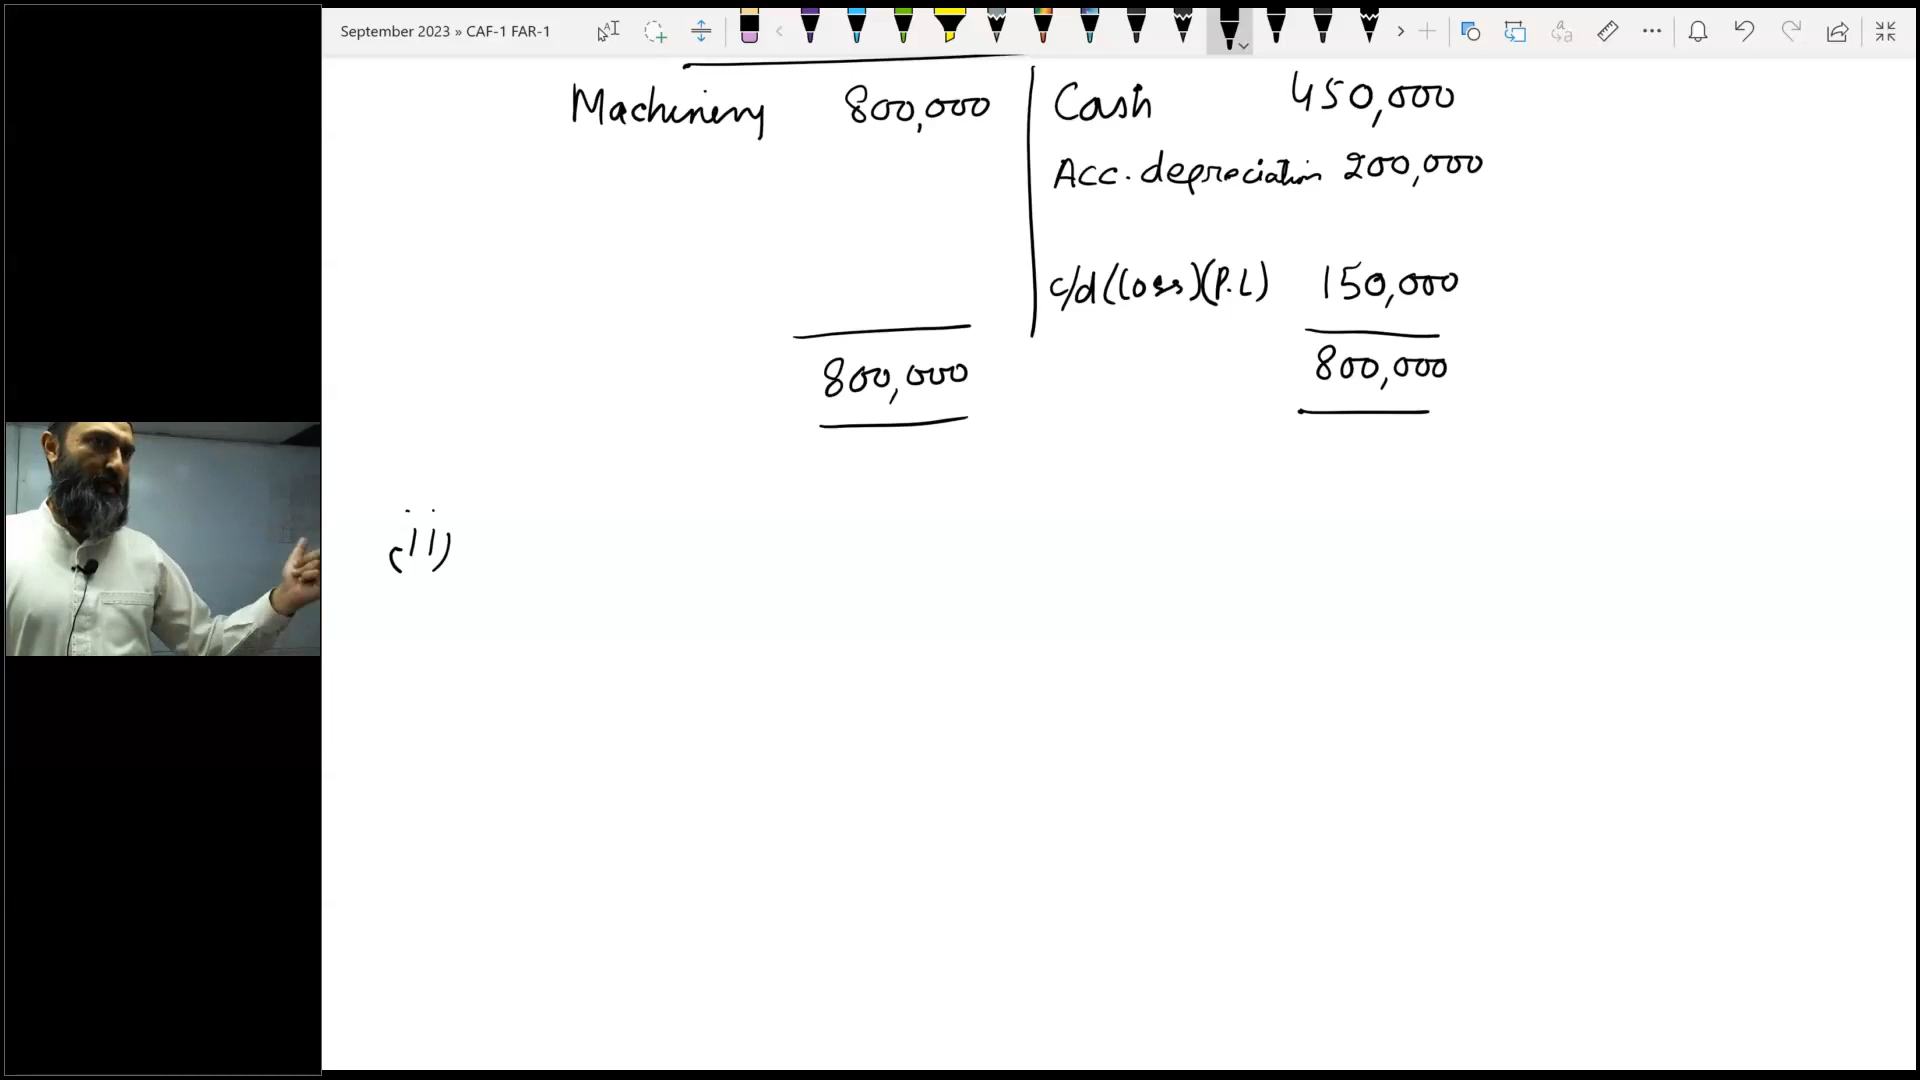 September 2023 » CAF-1 FAR-1
Machinery 800,000 Cash 450,000
Acc. depreciation 200,000
c/d (loss)(P.L) 150,000
800,000 800,000
(ii)